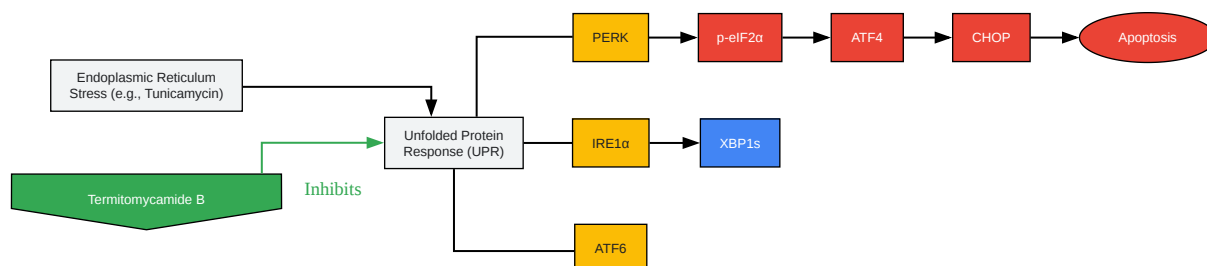 PERK
p-eIF2α
ATF4
CHOP
Apoptosis
Endoplasmic Reticulum
Stress (e.g., Tunicamycin)
Unfolded Protein
Response (UPR)
IRE1α
XBP1s
Inhibits
Termitomycamide B
ATF6